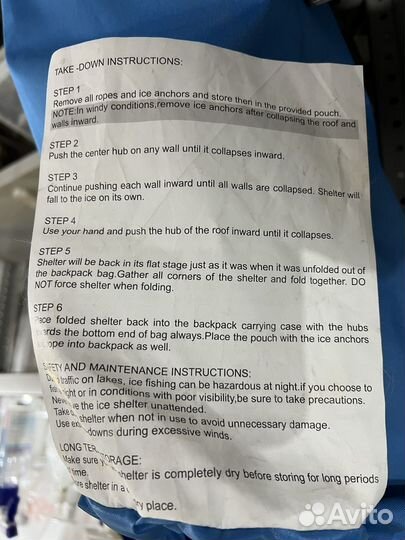 TAKE -DOWN INSTRUCTIONS:
STEP 1
Remove all ropes and ice anchors and store then in the provided pouch.
NOTE:In windy conditions,remove ice anchors after collapsing the roof and
walls inward.
STEP 2
Push the center hub on any wall until it collapses inward.
STEP 3
Continue pushing each wall inward until all walls are collapsed. Shelter will
fall to the ice on its own.
STEP 4
Use your hand and push the hub of the roof inward until it collapses.
STEP 5
Shelter will be back in its flat stage just as it was when it was unfolded out of
the backpack bag.Gather all corners of the shelter and fold together. DO
NOT force shelter when folding.
STEP 6
folded shelter back into the backpack carrying case with the hubs
the bottom end of bag always.Place the pouch with the ice anchors
into backpack as well.
AND MAINTENANCE INSTRUCTIONS:
traffic on lakes, ice fishing can be hazardous at night.if you choose to
or in conditions with poor visibility,be sure to take precautions.
the ice shelter unattended.
shelter when not in use to avoid unnecessary damage.
downs during excessive winds.
LONG
Make sure shelter is completely dry before storing for long periods
time.
shelter in a
place.
Avito